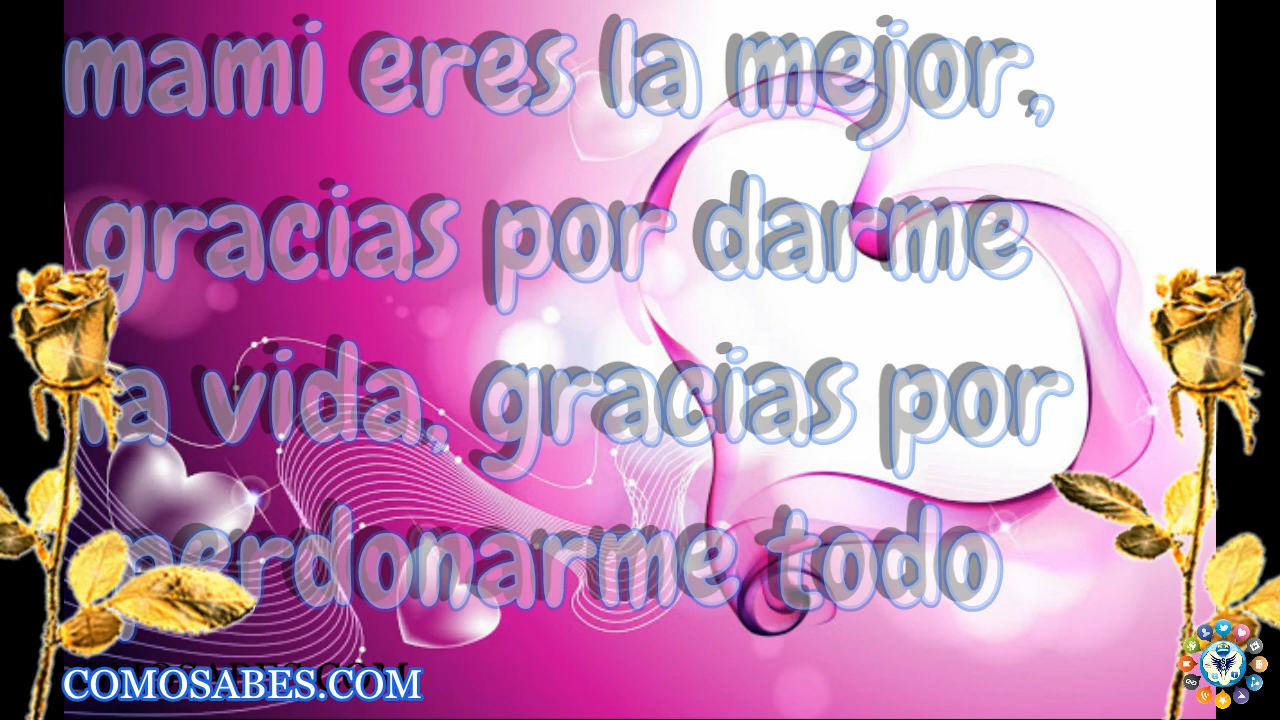 mami eres la mejor,
gracias por darme
la vida, gracias por
perdonarme todo
COMOSABES.COM